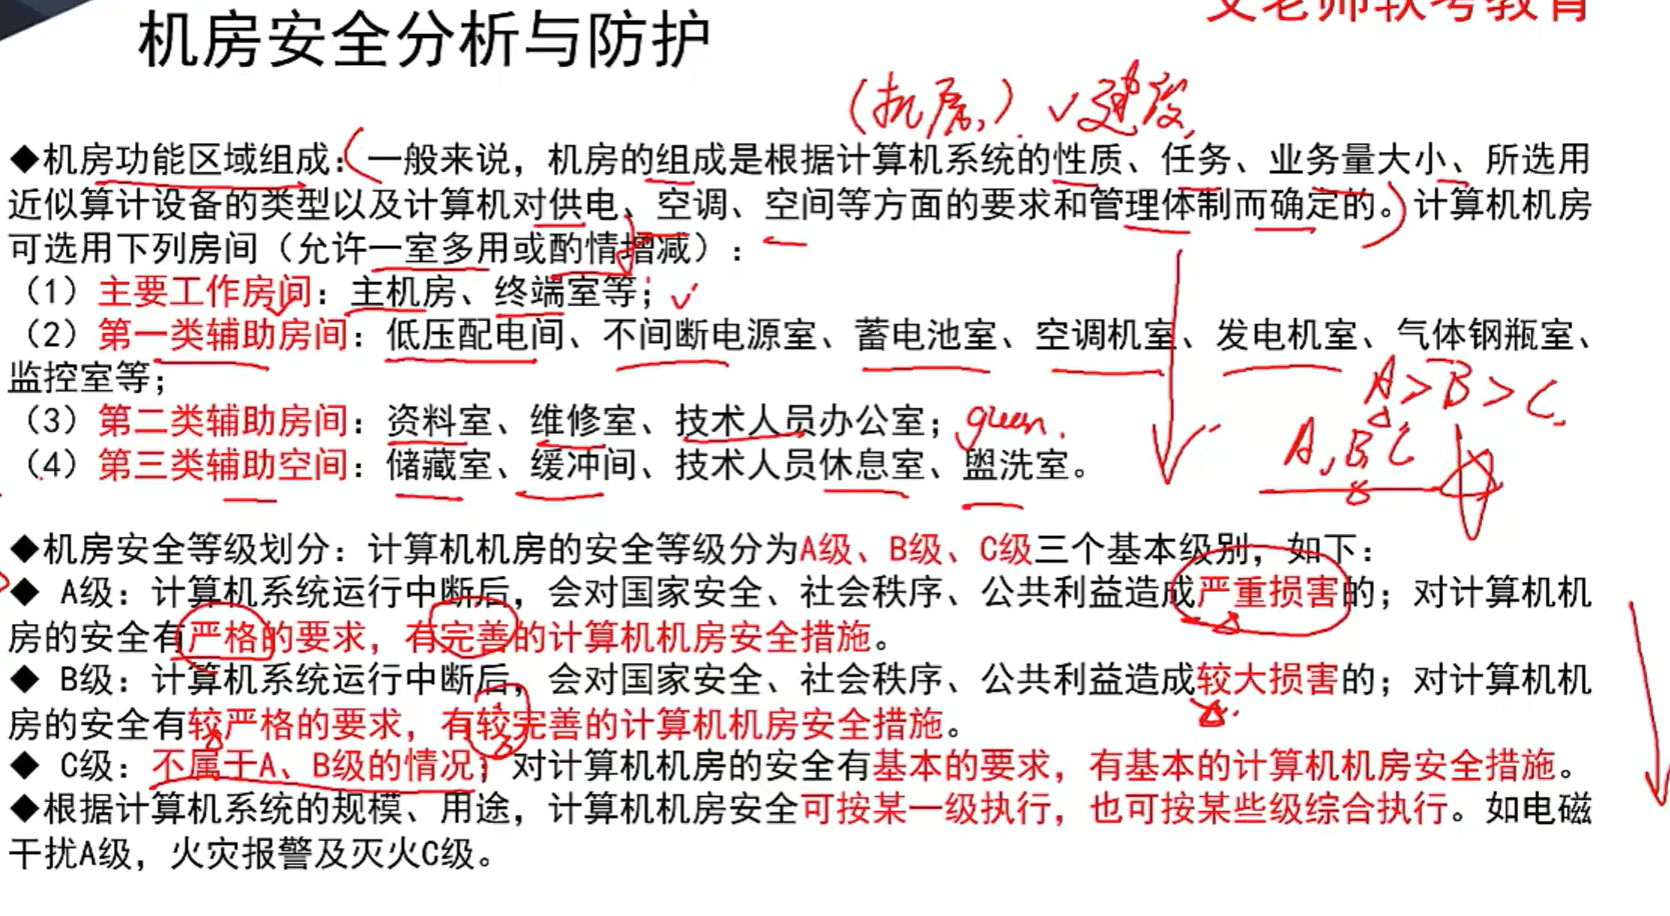 文老师软考教育
机房安全分析与防护
（机房）✓建设
◆机房功能区域组成：一般来说，机房的组成是根据计算机系统的性质、任务、业务量大小、所选用
近似算计设备的类型以及计算机对供电、空调、空间等方面的要求和管理体制而确定的。计算机机房
可选用下列房间（允许一室多用或酌情增减）：
（1）主要工作房间：主机房、终端室等；
（2）第一类辅助房间：低压配电间、不间断电源室、蓄电池室、空调机室、发电机室、气体钢瓶室、
监控室等；
A>B>C
（3）第二类辅助房间：资料室、维修室、技术人员办公室；
A,B,C
（4）第三类辅助空间：储藏室、缓冲间、技术人员休息室、盥洗室。
◆机房安全等级划分：计算机机房的安全等级分为A级、B级、C级三个基本级别，如下：
◆ A级：计算机系统运行中断后，会对国家安全、社会秩序、公共利益造成严重损害的；对计算机机
房的安全有严格的要求，有完善的计算机机房安全措施。
◆ B级：计算机系统运行中断后，会对国家安全、社会秩序、公共利益造成较大损害的；对计算机机
房的安全有较严格的要求，有较完善的计算机机房安全措施。
◆ C级：不属于A、B级的情况；对计算机机房的安全有基本的要求，有基本的计算机机房安全措施。
◆根据计算机系统的规模、用途，计算机机房安全可按某一级执行，也可按某些级综合执行。如电磁
干扰A级，火灾报警及灭火C级。